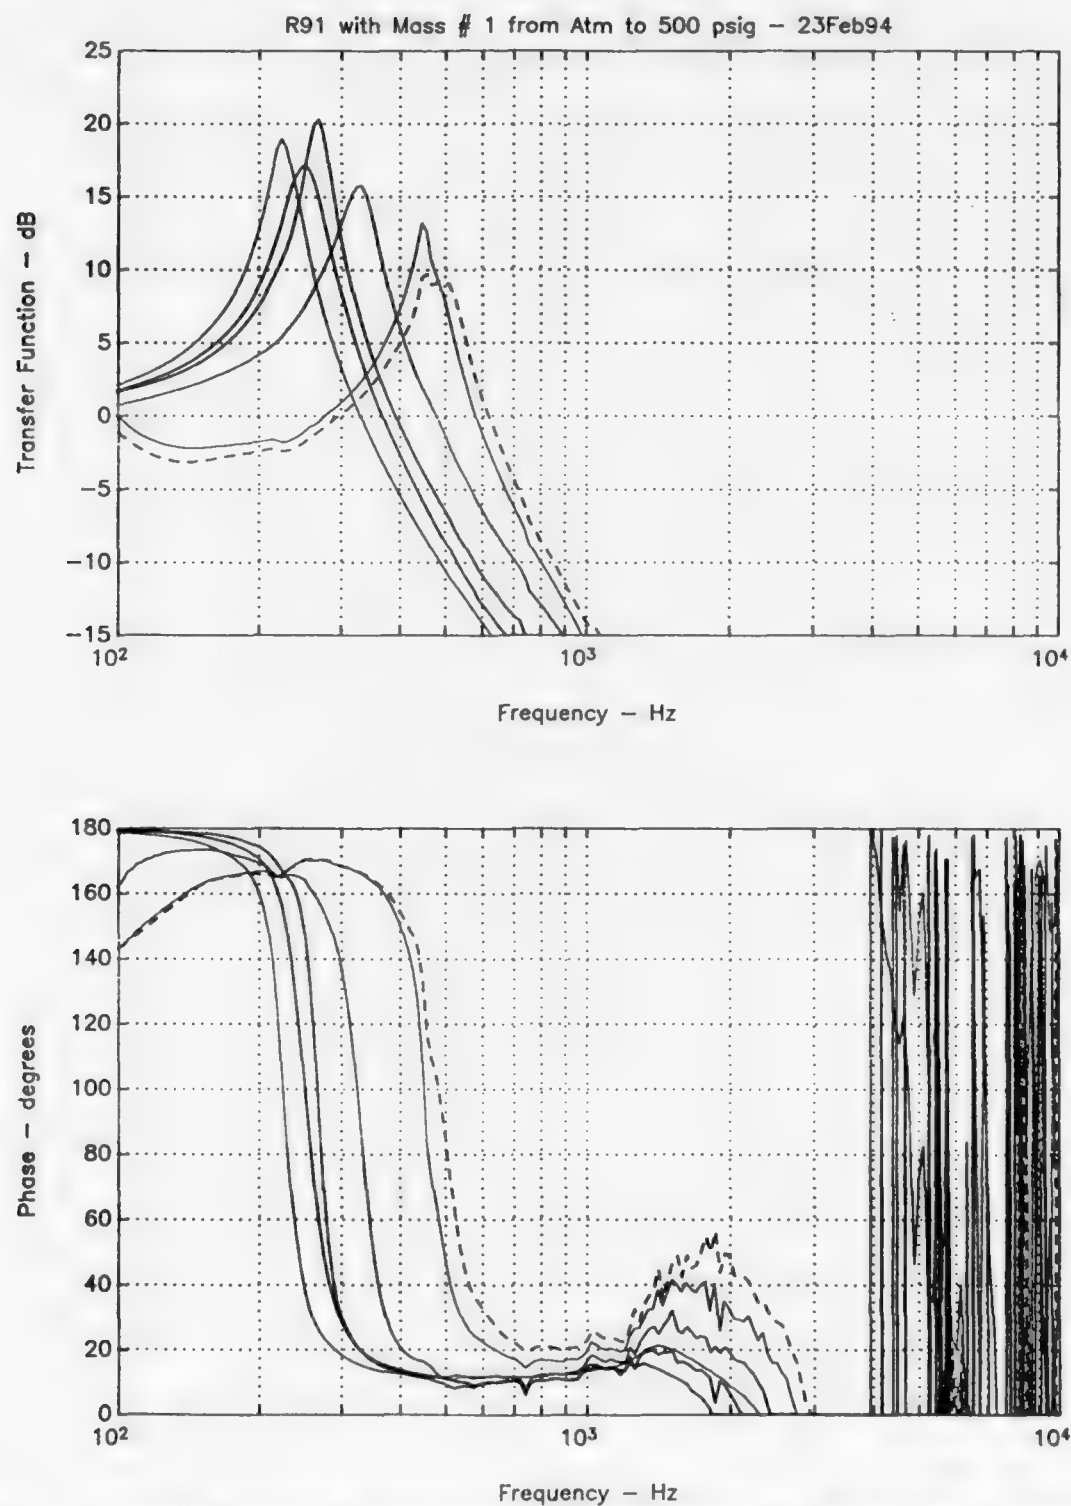 R91 with Mass # 1 from Atm to 500 psig – 23Feb94
25
20
15
10
5
0
−5
−10
−15
Transfer Function – dB
10² 10³ 10⁴
Frequency – Hz
180
160
140
120
100
80
60
40
20
0
Phase – degrees
10² 10³ 10⁴
Frequency – Hz